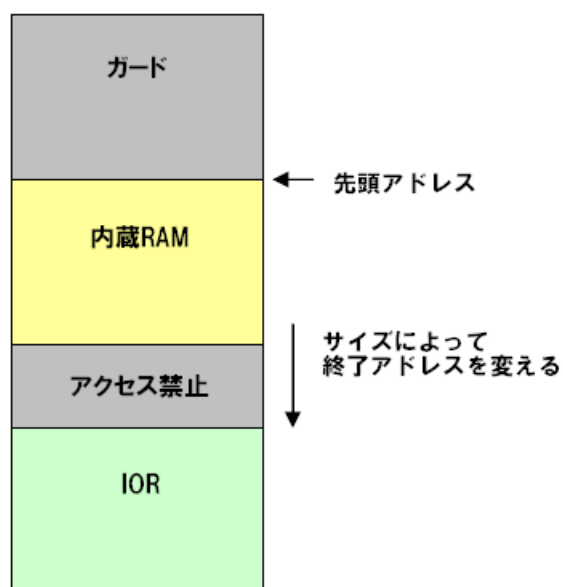 ガード
先頭アドレス
内蔵RAM
サイズによって
終了アドレスを変える
アクセス禁止
IOR